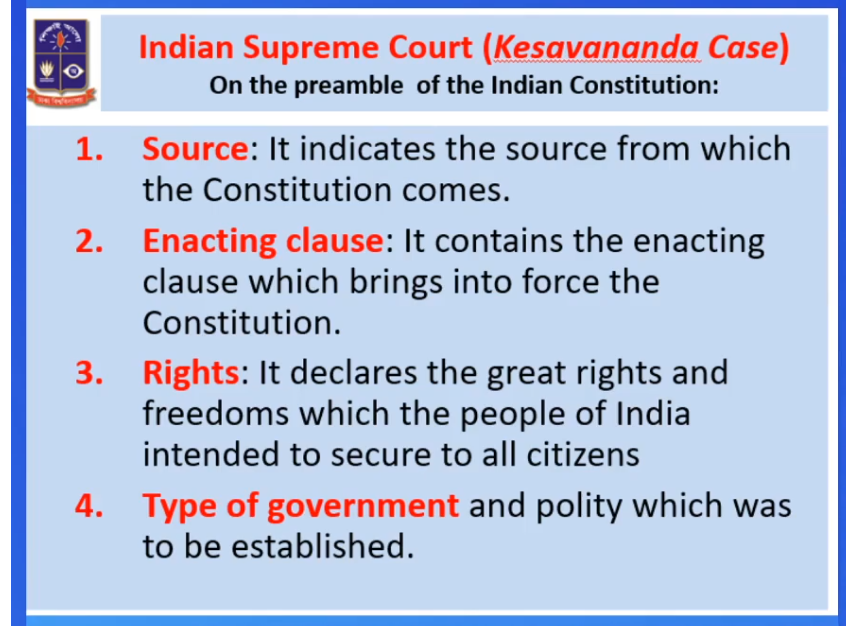 Indian Supreme Court (Kesavananda Case)
On the preamble of the Indian Constitution:
1. Source: It indicates the source from which
the Constitution comes.
2. Enacting clause: It contains the enacting
clause which brings into force the
Constitution.
3. Rights: It declares the great rights and
freedoms which the people of India
intended to secure to all citizens
4. Type of government and polity which was
to be established.